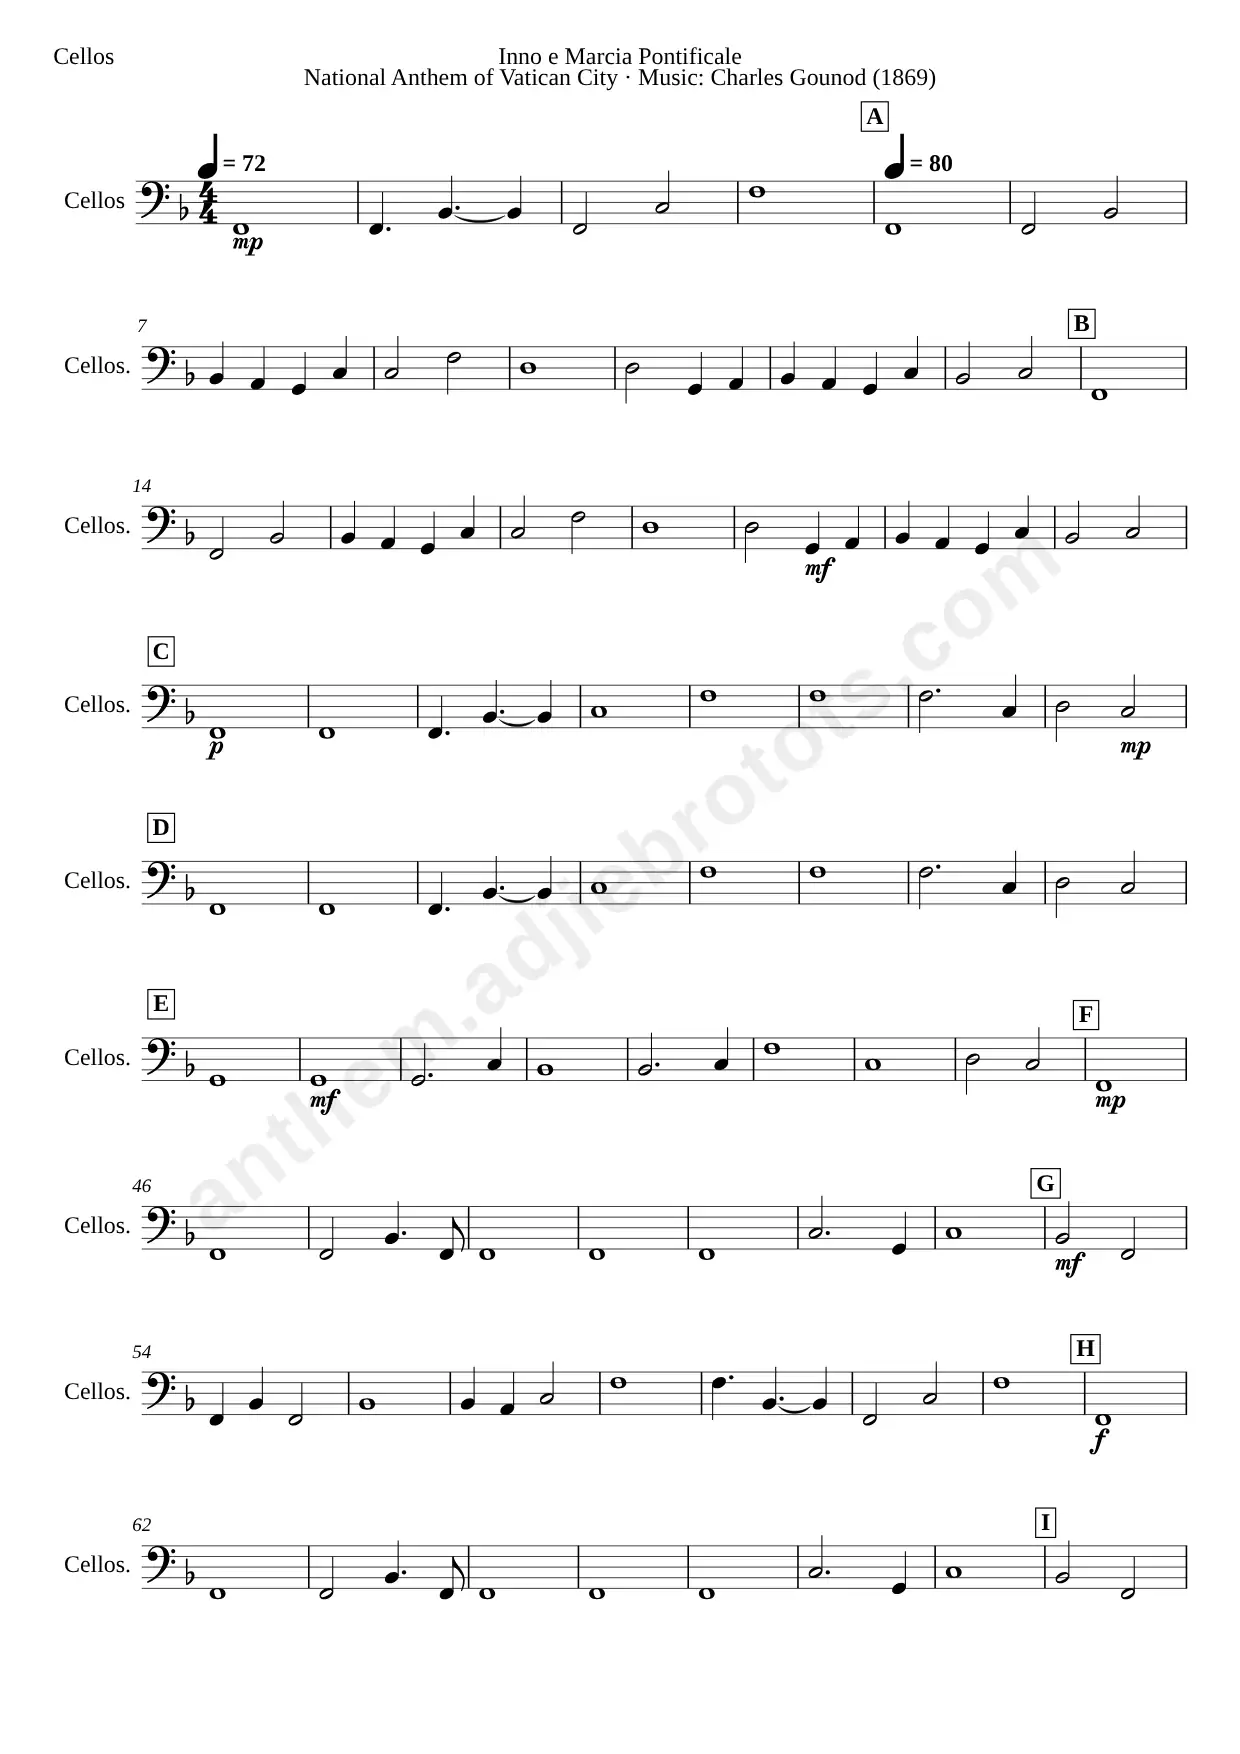 Cellos
Inno e Marcia Pontificale
National Anthem of Vatican City · Music: Charles Gounod (1869)
A
= 72
= 80
Cellos
4
4
mp
7
B
Cellos.
14
Cellos.
mf
C
Cellos.
p
mp
D
Cellos.
E
F
Cellos.
mf
mp
46
G
Cellos.
mf
54
H
Cellos.
f
62
I
Cellos.
anthem.adjiebrotots.com